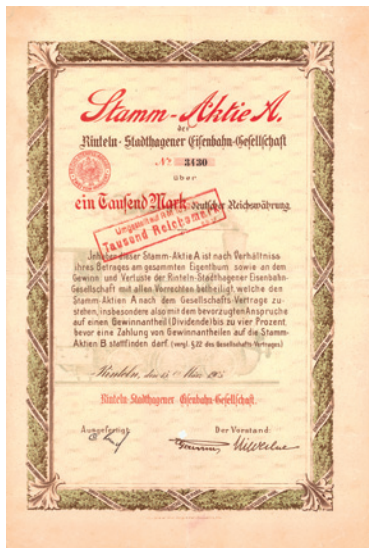 Stamm-Aktie A.
der
Rinteln-Stadthagener Eisenbahn-Gesellschaft
No 3430
über
ein Tausend Mark deutscher Reichswährung.
Umgestellt auf
Tausend Reichsmark
Inhaber dieser Stamm-Aktie A ist nach Verhältniss
ihres Betrages am gesammten Eigenthum sowie an dem
Gewinn und Verluste der Rinteln-Stadthagener Eisenbahn-
Gesellschaft mit allen Vorrechten betheiligt, welche den
Stamm-Aktien A nach dem Gesellschafts-Vertrage zu-
stehen, insbesondere also mit dem bevorzugten Anspruche
auf einen Gewinnantheil (Dividende) bis zu vier Prozent,
bevor eine Zahlung von Gewinnantheilen auf die Stamm-
Aktien B stattfinden darf. (vergl. §.22 des Gesellschafts-Vertrages)
Rinteln, den 15.
Rinteln-Stadthagener Eisenbahn-Gesellschaft.
Ausgefertigt: Der Vorstand: